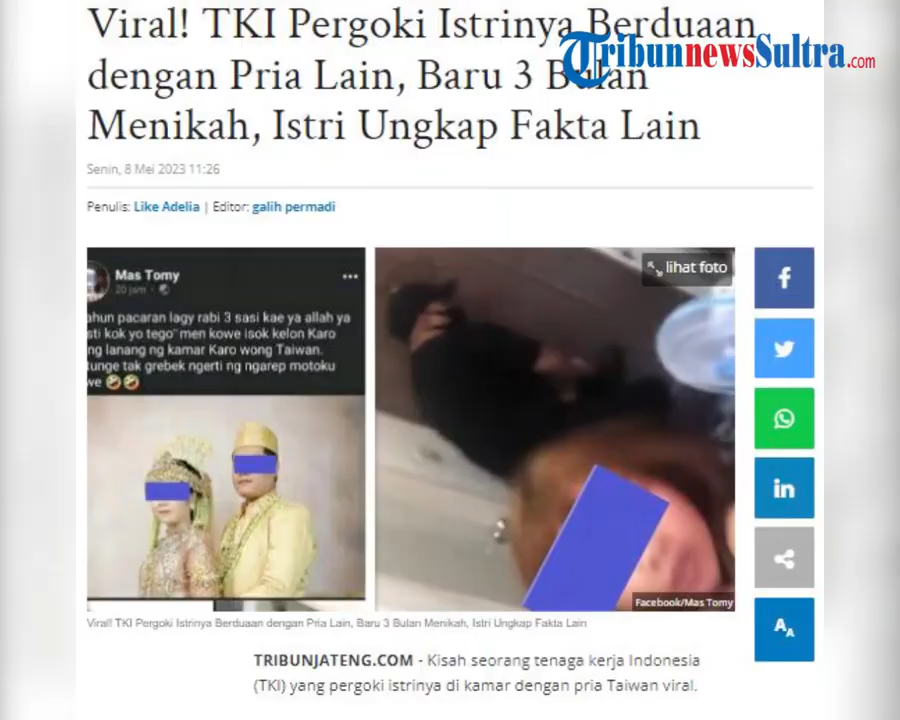 Viral! TKI Pergoki Istrinya Berduaan
TribunnewsSultra.com
dengan Pria Lain, Baru 3 Bulan
Menikah, Istri Ungkap Fakta Lain
Senin, 8 Mei 2023 11:26
Penulis: Like Adelia | Editor: galih permadi
Mas Tomy
20 jam
lihat foto
ahun pacaran lagy rabi 3 sasi kae ya allah ya
sti kok yo tego" men kowe isok kelon Karo
ng lanang ng kamar Karo wong Taiwan.
tunge tak grebek ngerti ng ngarep motoku
we 🤣🤣
Facebook/Mas Tomy
Viral! TKI Pergoki Istrinya Berduaan dengan Pria Lain, Baru 3 Bulan Menikah, Istri Ungkap Fakta Lain
TRIBUNJATENG.COM - Kisah seorang tenaga kerja Indonesia
(TKI) yang pergoki istrinya di kamar dengan pria Taiwan viral.
f
in
AA